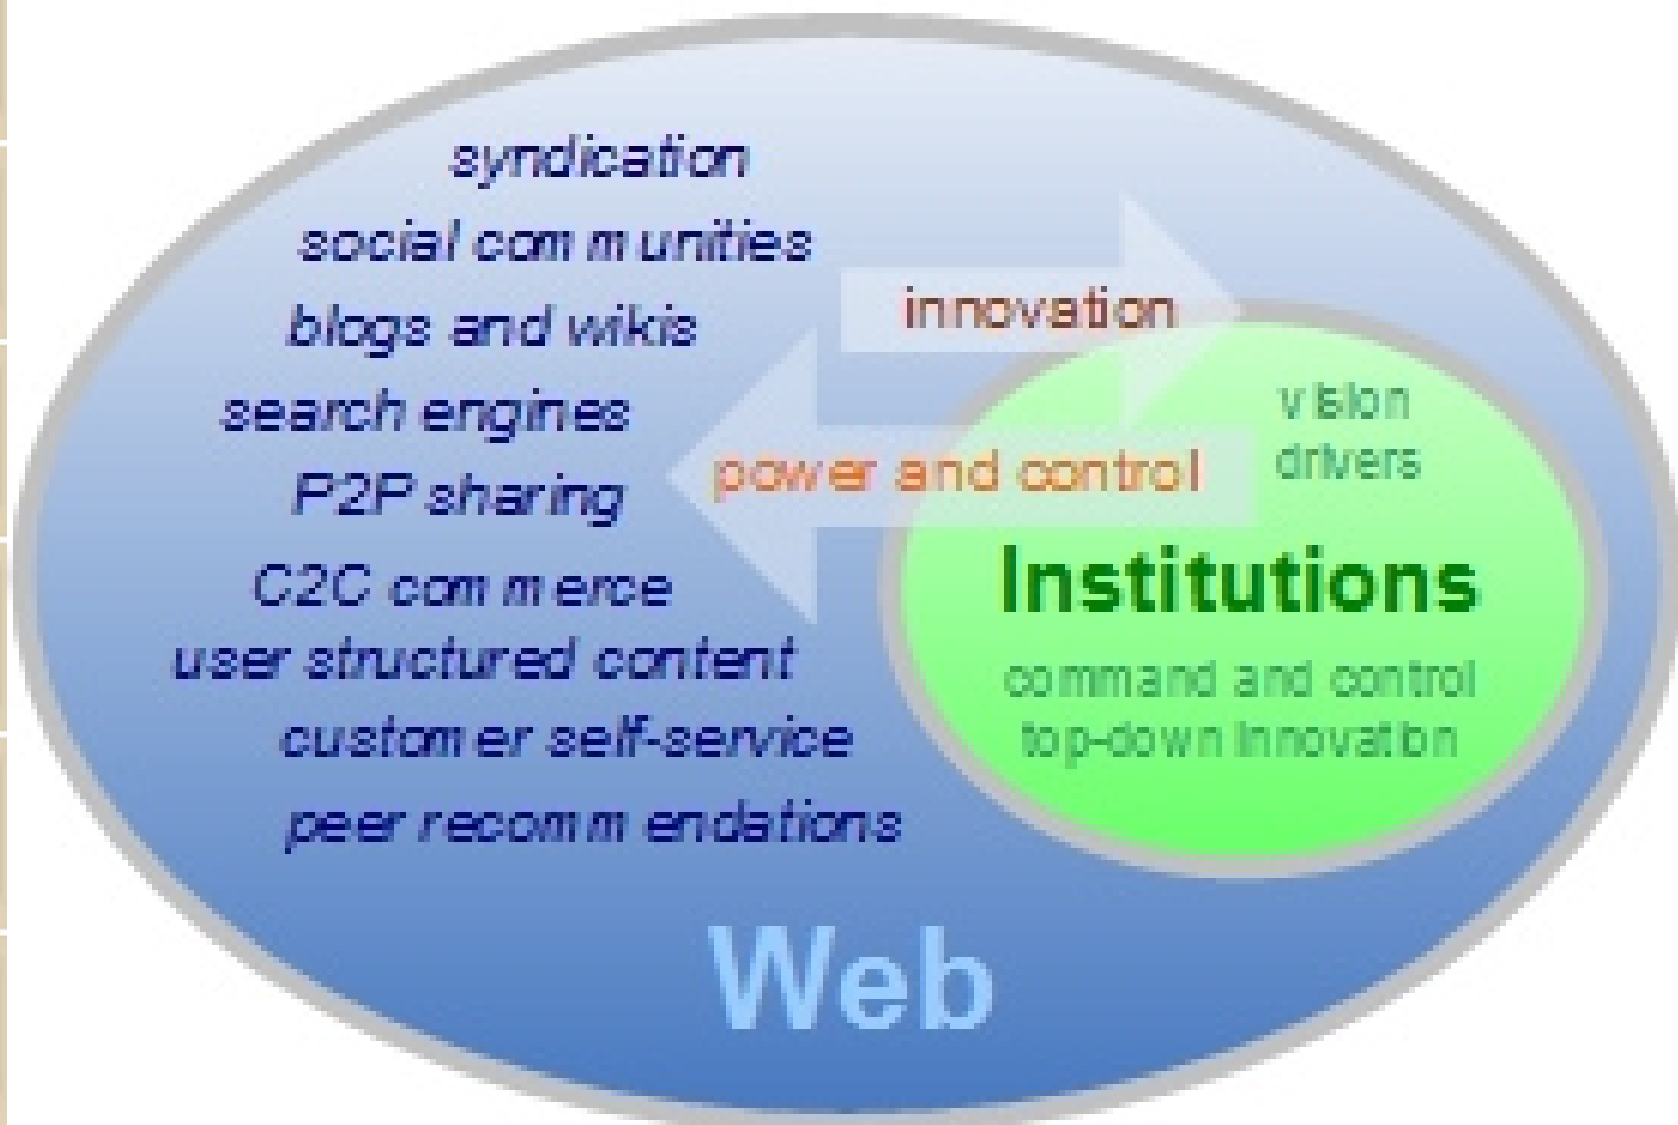 syndication
social communities
blogs and wikis
search engines
P2P sharing
C2C commerce
user structured content
customer self-service
peer recommendations
innovation
power and control
vision
drivers
Institutions
command and control
top-down innovation
Web